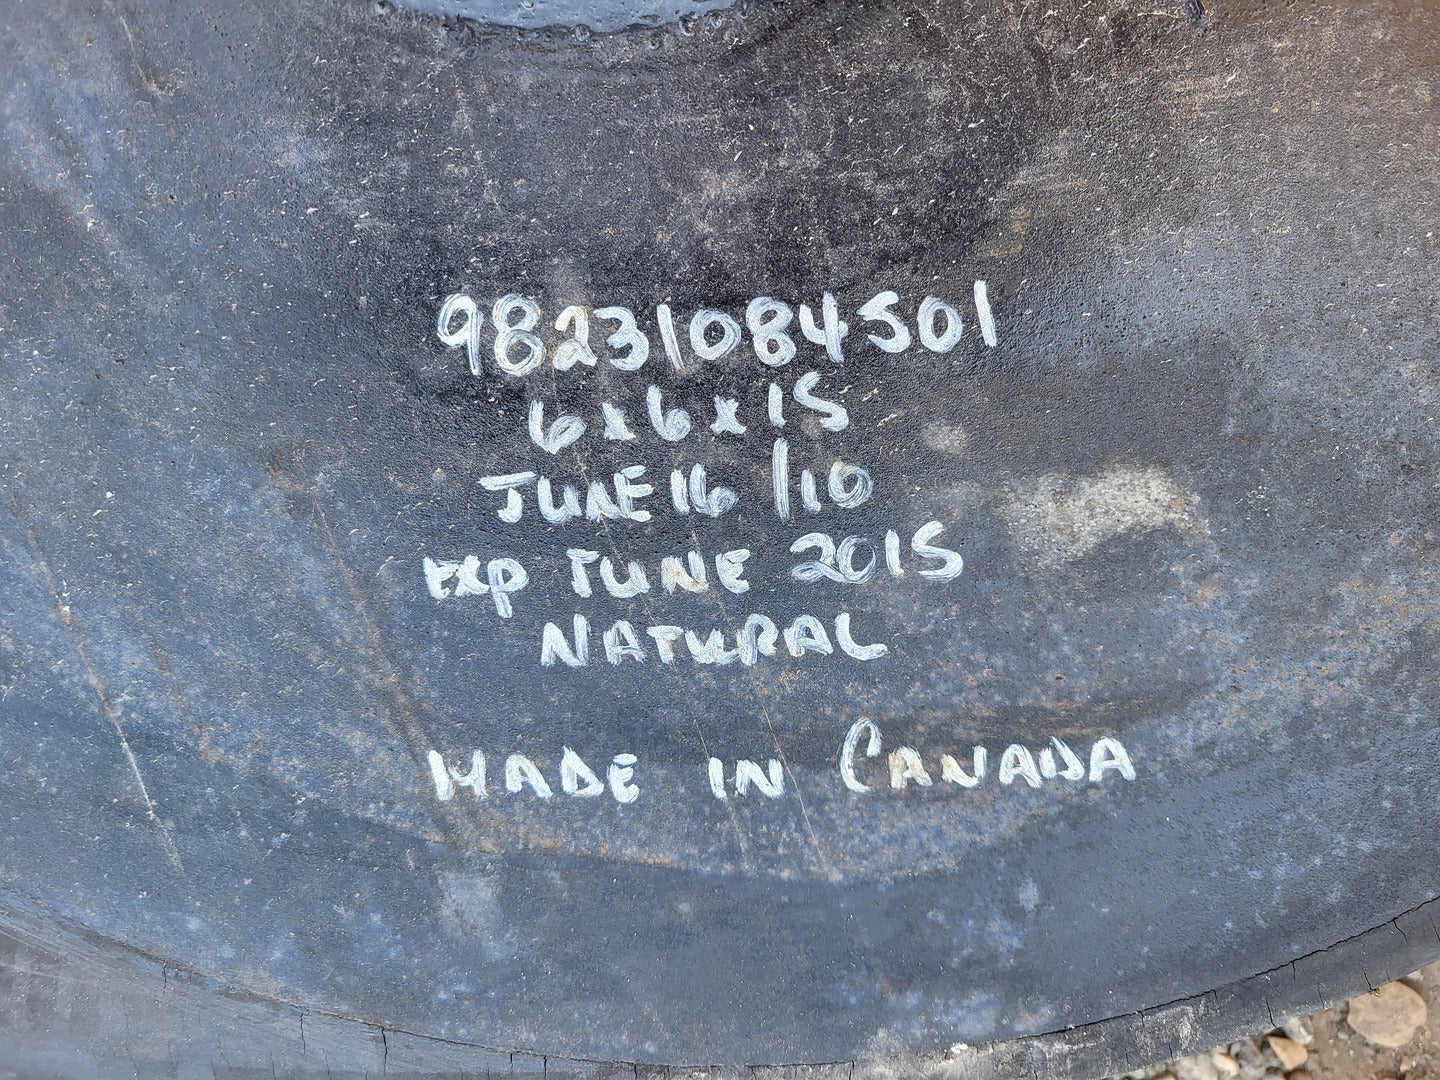 98231084501
6x6x15
JUNE 16/10
Exp JUNE 2015
NATURAL
MADE IN CANADA